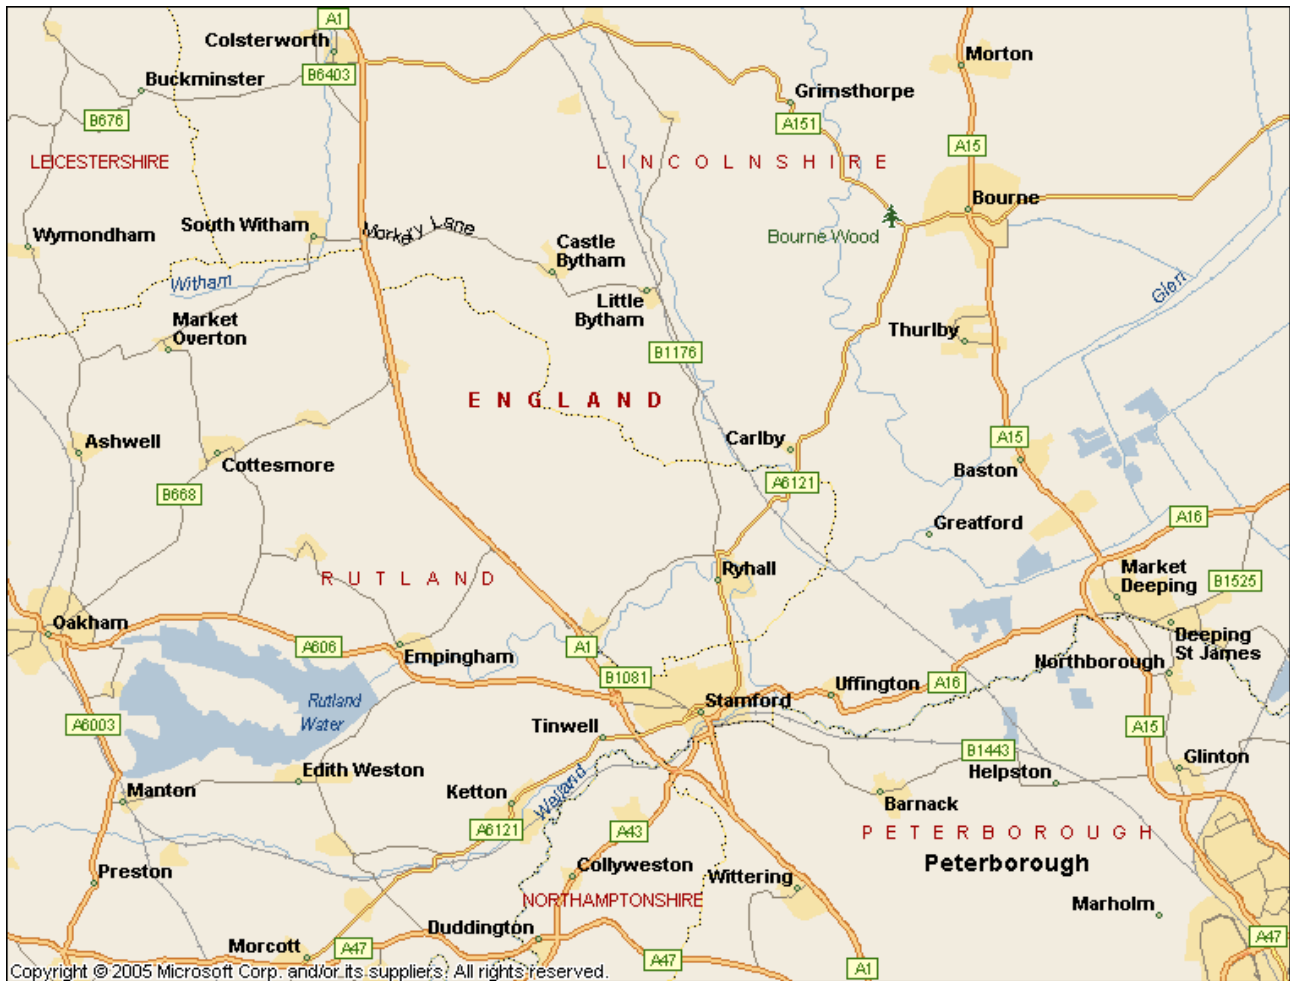 A1
Colsterworth
Morton
Buckminster
B6403
Grimsthorpe
B676
A151
A15
LEICESTERSHIRE
LINCOLNSHIRE
Bourne
South Witham
Morkery Lane
Wymondham
Bourne Wood
Castle
Bytham
Witham
Glen
Little
Bytham
Market
Overton
Thurlby
B1176
ENGLAND
Ashwell
Carlby
A15
Cottesmore
Baston
A6121
B668
Greatford
A16
RUTLAND
Ryhall
Market
Deeping
B1525
Oakham
A606
A1
Empingham
Deeping
St James
Northborough
B1081
Uffington
A16
Rutland
Water
Stamford
A6003
Tinwell
A15
B1443
Glinton
Edith Weston
Helpston
Manton
Ketton
Welland
Barnack
A6121
A43
PETERBOROUGH
Peterborough
Preston
Collyweston
Wittering
NORTHAMPTONSHIRE
Marholm
Duddington
Morcott
A47
A47
A47
A1
Copyright © 2005 Microsoft Corp. and/or its suppliers. All rights reserved.